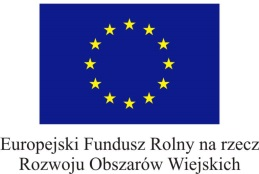 Europejski Fundusz Rolny na rzecz
Rozwoju Obszarów Wiejskich